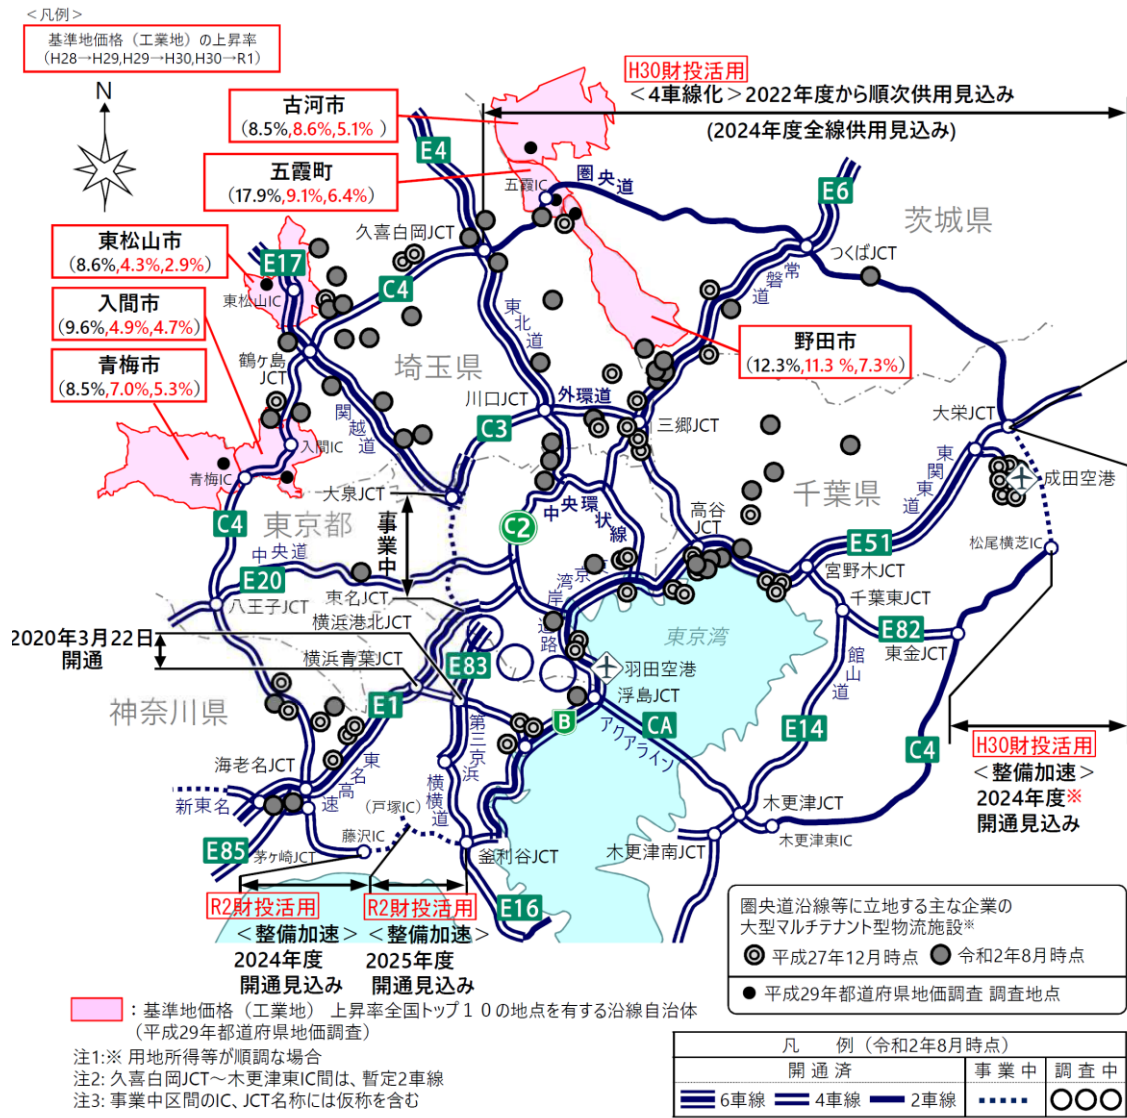 <凡例>
基準地価格（工業地）の上昇率
（H28→H29,H29→H30,H30→R1）
N
H30財投活用
＜4車線化＞2022年度から順次供用見込み
(2024年度全線供用見込み)
古河市
（8.5%,8.6%,5.1%）
五霞町
（17.9%,9.1%,6.4%）
東松山市
（8.6%,4.3%,2.9%）
入間市
（9.6%,4.9%,4.7%）
青梅市
（8.5%,7.0%,5.3%）
野田市
（12.3%,11.3 %,7.3%）
E4
五霞IC
圏央道
E6
茨城県
久喜白岡JCT
つくばJCT
常磐道
E17
東松山IC
C4
東北道
鶴ヶ島
JCT
埼玉県
川口JCT
外環道
C3
三郷JCT
大栄JCT
関越道
入間IC
青梅IC
大泉JCT
東京都
事業中
中央環状線
C2
高谷
JCT
千葉県
東関東道
成田空港
松尾横芝IC
C4
中央道
E20
八王子JCT
東名JCT
横浜港北JCT
東京湾岸道路
E51
宮野木JCT
千葉東JCT
E82
東金JCT
東京湾
2020年3月22日
開通
横浜青葉JCT
E83
羽田空港
浮島JCT
館山道
神奈川県
E1
第三京浜
B
CA
アクアライン
E14
C4
H30財投活用
＜整備加速＞
2024年度※
開通見込み
海老名JCT
東名高速
新東名
横横道
（戸塚IC）
藤沢IC
E85
茅ヶ崎JCT
釜利谷JCT
木更津JCT
木更津東IC
木更津南JCT
E16
R2財投活用
＜整備加速＞
2024年度
開通見込み
R2財投活用
＜整備加速＞
2025年度
開通見込み
圏央道沿線等に立地する主な企業の
大型マルチテナント型物流施設※
平成27年12月時点 令和2年8月時点
平成29年都道府県地価調査 調査地点
：基準地価格（工業地） 上昇率全国トップ１０の地点を有する沿線自治体
（平成29年都道府県地価調査）
注1:※ 用地所得等が順調な場合
注2: 久喜白岡JCT～木更津東IC間は、暫定2車線
注3: 事業中区間のIC、JCT名称には仮称を含む
凡 例（令和2年8月時点）
開通済 事業中 調査中
6車線 4車線 2車線